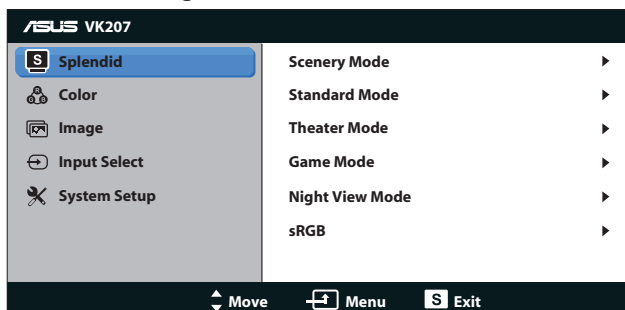 ASUS VK207
S Splendid
Color
Image
Input Select
System Setup
Scenery Mode
Standard Mode
Theater Mode
Game Mode
Night View Mode
sRGB
Move Menu S Exit